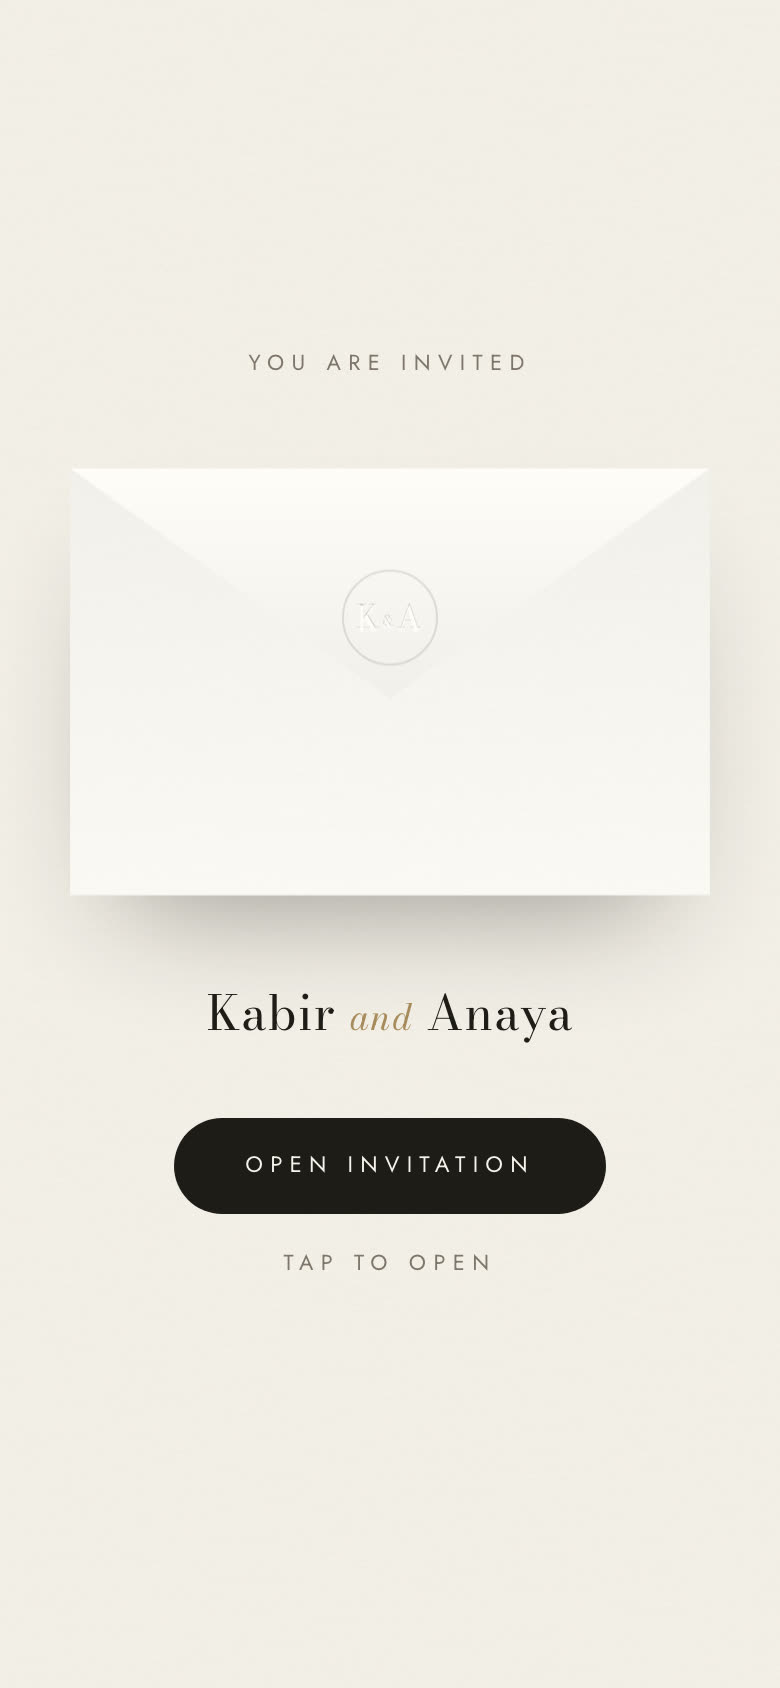 YOU ARE INVITED
K&A
Kabir and Anaya
OPEN INVITATION
TAP TO OPEN